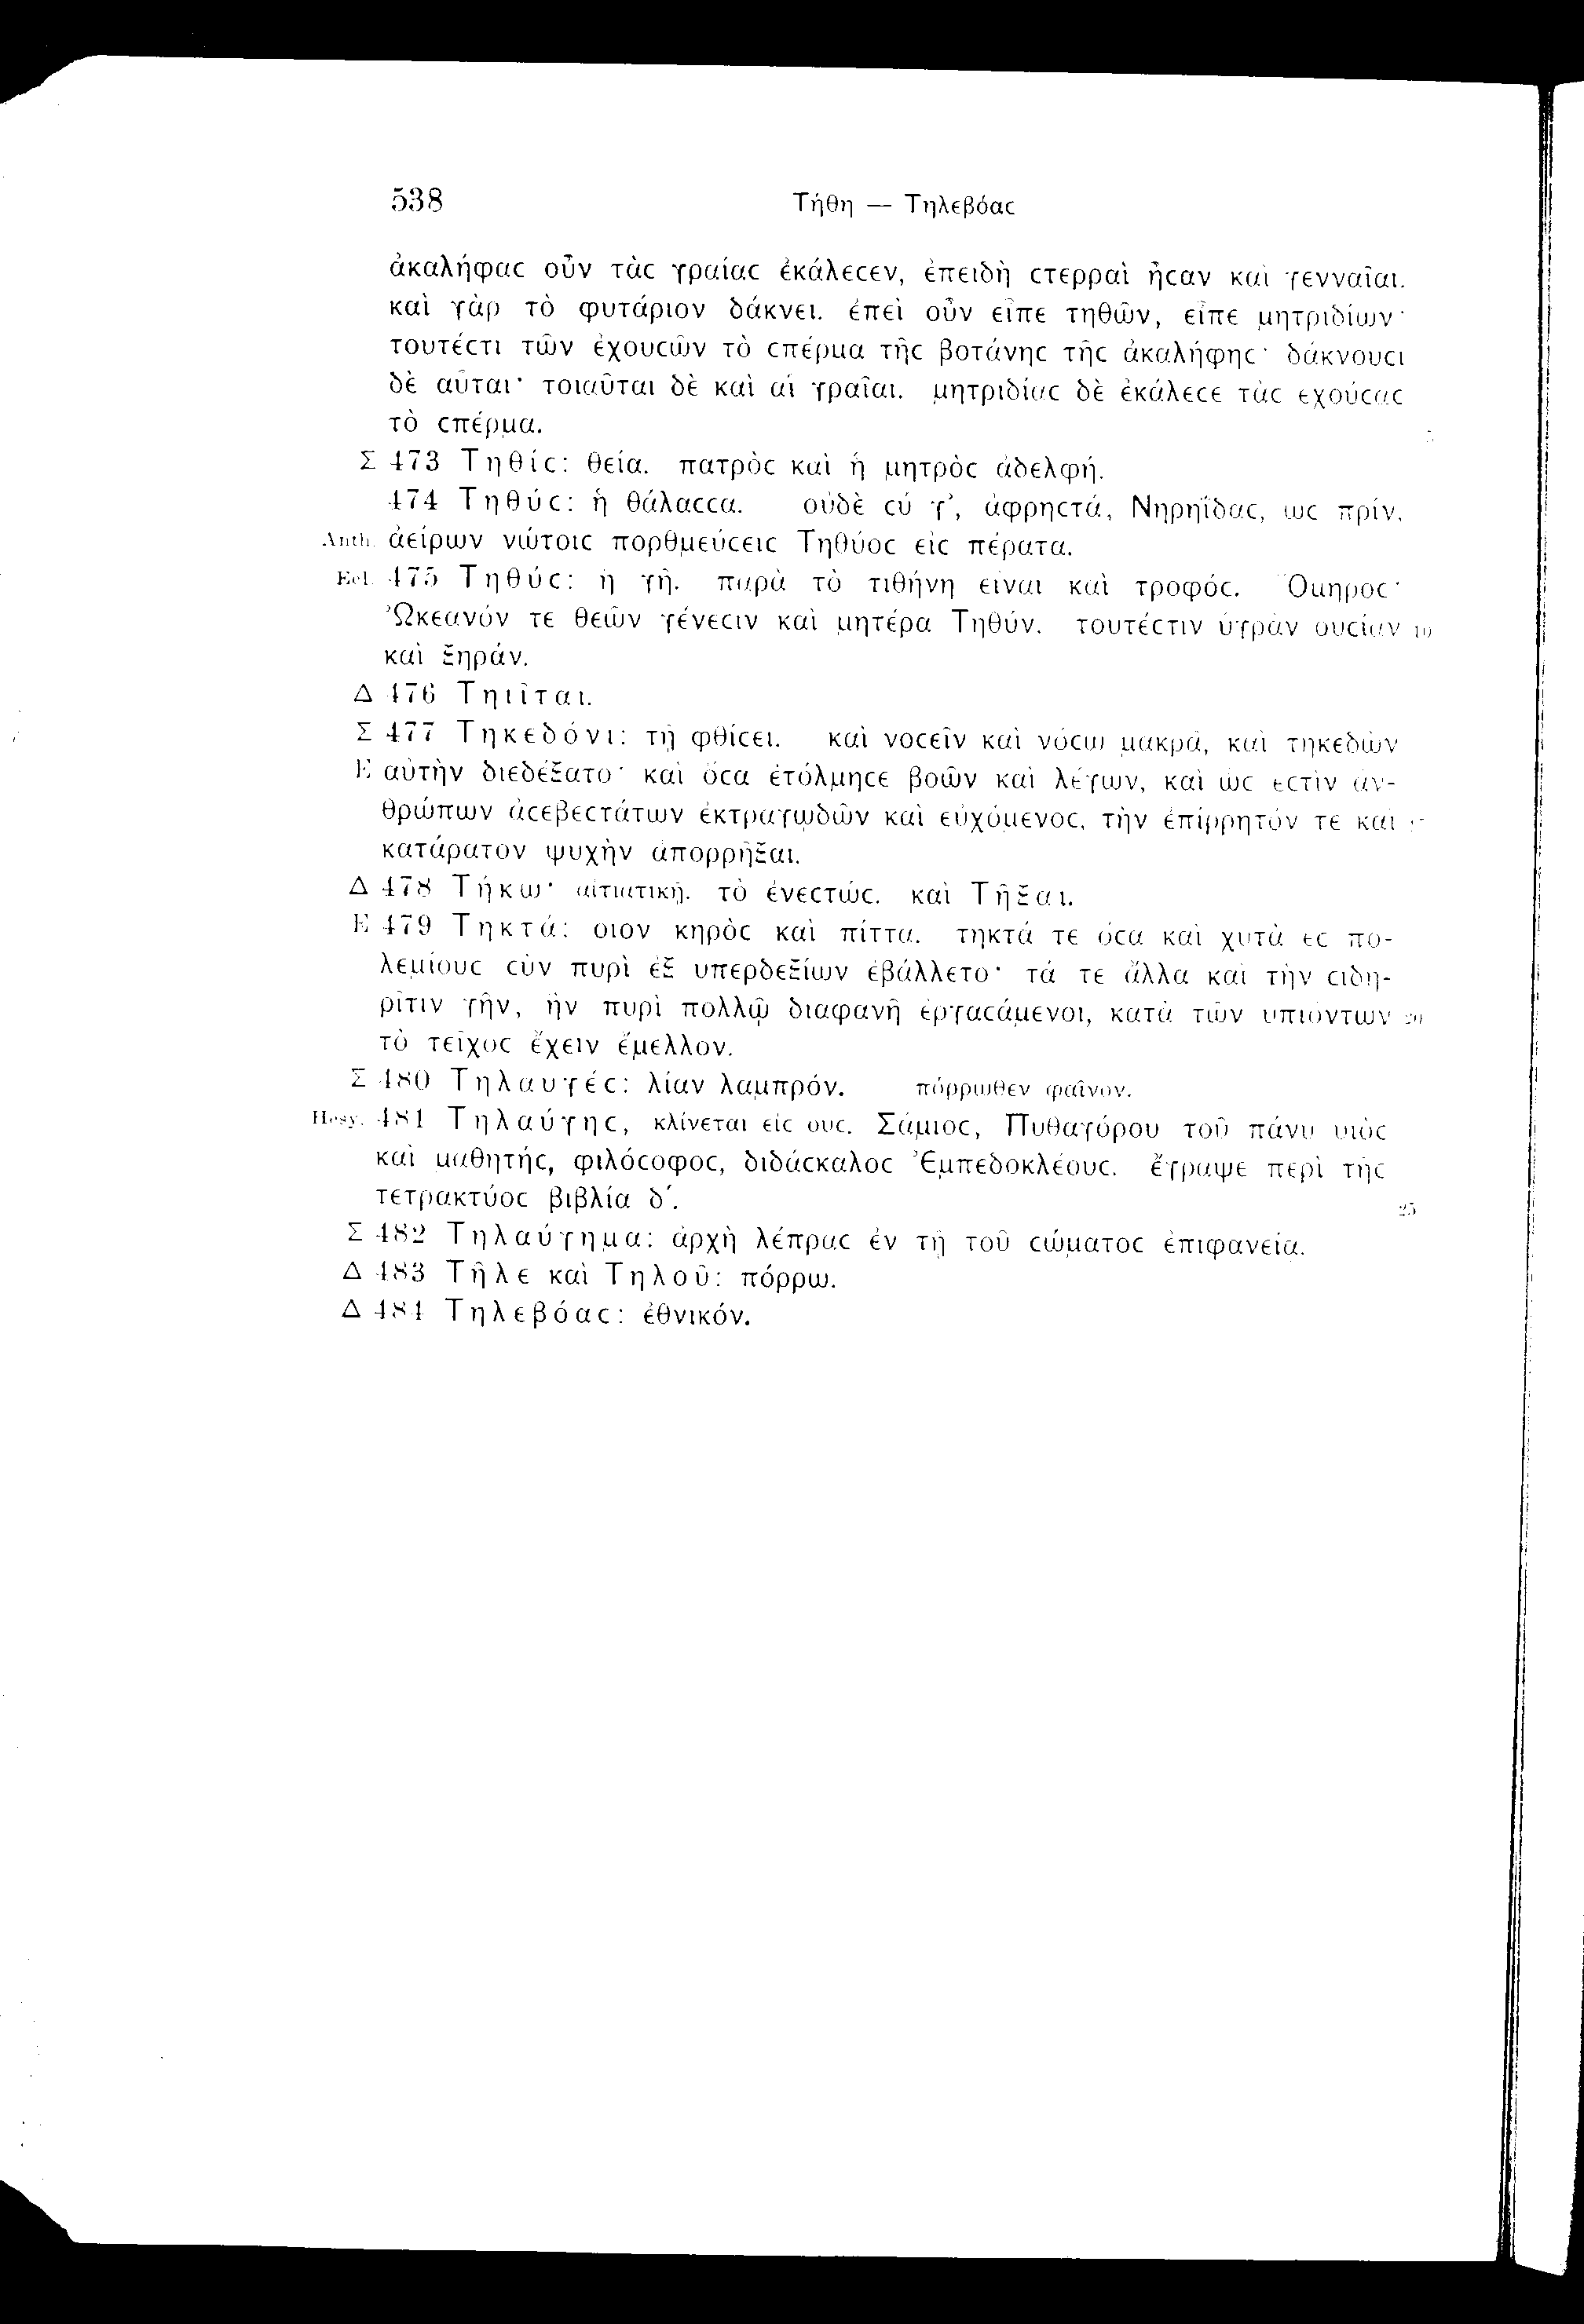 538 Τήθη — Τηλεβόαϲ
ἀκαλήφαϲ οὖν τὰϲ γραίαϲ ἐκάλεϲεν, ἐπειδὴ ϲτερραὶ ἦϲαν καὶ γενναῖαι.
καὶ γὰρ τὸ φυτάριον δάκνει. ἐπεὶ οὖν εἶπε τηθῶν, εἶπε μητριδίων·
τουτέϲτι τῶν ἐχουϲῶν τὸ ϲπέρμα τῆϲ βοτάνηϲ τῆϲ ἀκαλήφηϲ· δάκνουϲι
δὲ αὗται· τοιαῦται δὲ καὶ αἱ γραῖαι. μητριδίαϲ δὲ ἐκάλεϲε τὰϲ ἐχούϲαϲ
τὸ ϲπέρμα. 5
Σ 473 Τηθίϲ: θεία. πατρὸϲ καὶ ἡ μητρὸϲ ἀδελφή.
474 Τηθύϲ: ἡ θάλαϲϲα. οὐδὲ ϲύ γ’, ἀφρηϲτά, Νηρηΐδαϲ, ὡϲ πρίν,
Anth. ἀείρων νώτοιϲ πορθμεύϲειϲ Τηθύοϲ εἰϲ πέρατα.
Ecl. 475 Τηθύϲ: ἡ γῆ. παρὰ τὸ τιθήνη εἶναι καὶ τροφόϲ. Ὅμηροϲ·
Ὠκεανόν τε θεῶν γένεϲιν καὶ μητέρα Τηθύν. τουτέϲτιν ὑγρὰν οὐϲίαν 10
καὶ ξηράν.
Δ 476 Τηιῖται.
Σ 477 Τηκεδόνι: τῇ φθίϲει. καὶ νοϲεῖν καὶ νόϲῳ μακρᾷ, καὶ τηκεδὼν
Ε αὐτὴν διεδέξατο· καὶ ὅϲα ἐτόλμηϲε βοῶν καὶ λέγων, καὶ ὡϲ ἐϲτὶν ἀν-
θρώπων ἀϲεβεϲτάτων ἐκτραγῳδῶν καὶ εὐχόμενοϲ, τὴν ἐπίρρητόν τε καὶ
κατάρατον ψυχὴν ἀπορρῆξαι.
Δ 478 Τήκω· αἰτιατικῇ. τὸ ἐνεϲτώϲ. καὶ Τῆξαι.
Ε 479 Τηκτά: οἷον κηρὸϲ καὶ πίττα. τηκτά τε ὅϲα καὶ χυτὰ ἐϲ πο-
λεμίουϲ ϲὺν πυρὶ ἐξ ὑπερδεξίων ἐβάλλετο· τά τε ἄλλα καὶ τὴν ϲιδη-
ρῖτιν γῆν, ἣν πυρὶ πολλῷ διαφανῆ ἐργαϲάμενοι, κατὰ τῶν ὑπιόντων 20
τὸ τεῖχοϲ ἔχειν ἔμελλον.
Σ 480 Τηλαυγέϲ: λίαν λαμπρόν. πόρρωθεν φαῖνον.
Hesy. 481 Τηλαύγηϲ, κλίνεται εἰϲ ουϲ. Σάμιοϲ, Πυθαγόρου τοῦ πάνυ υἱὸϲ
καὶ μαθητήϲ, φιλόϲοφοϲ, διδάϲκαλοϲ Ἐμπεδοκλέουϲ. ἔγραψε περὶ τῆϲ
τετρακτύοϲ βιβλία δ´. 25
Σ 482 Τηλαύγημα: ἀρχὴ λέπραϲ ἐν τῇ τοῦ ϲώματοϲ ἐπιφανείᾳ.
Δ 483 Τῆλε καὶ Τηλοῦ: πόρρω.
Δ 484 Τηλεβόαϲ: ἐθνικόν.